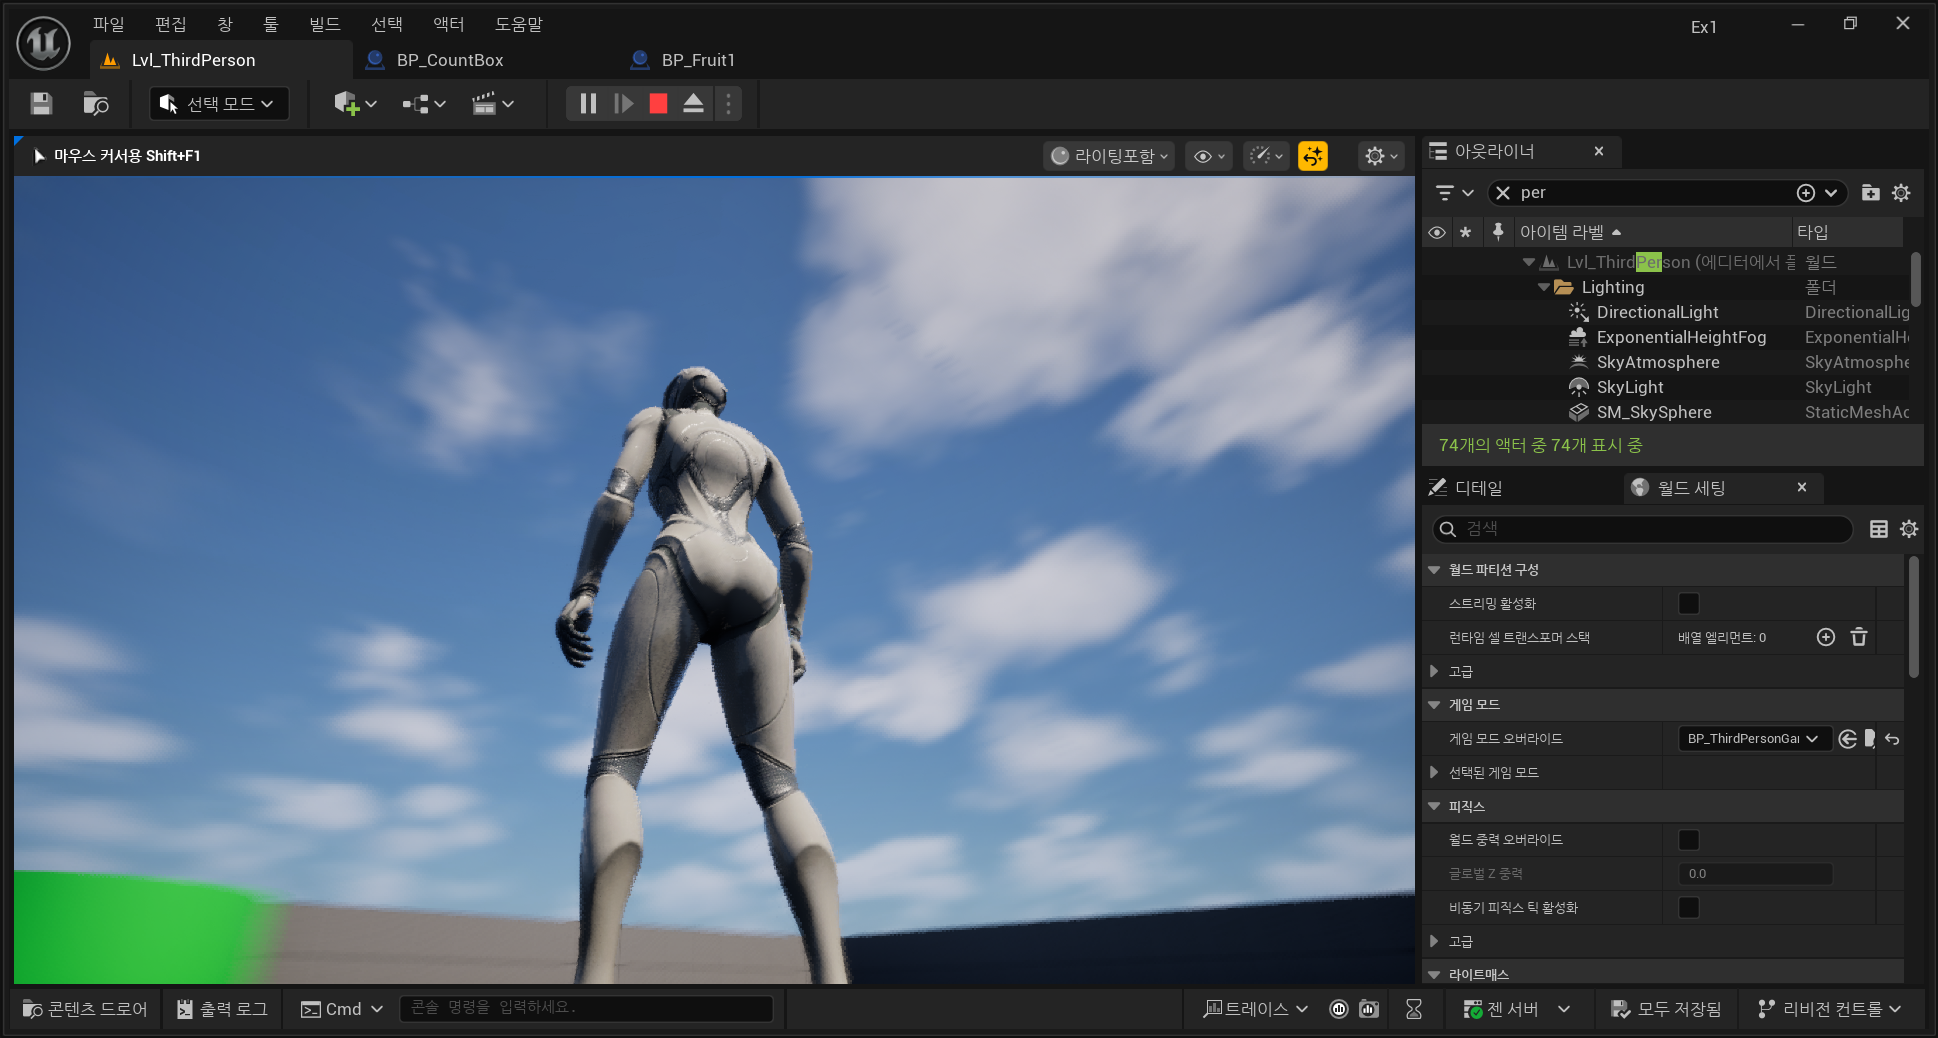 파일 편집 창 툴 빌드 선택 액터 도움말
Ex1
Lvl_ThirdPerson BP_CountBox BP_Fruit1
선택 모드
마우스 커서용 Shift+F1
라이팅포함
아웃라이너
per
아이템 라벨 타입
Lvl_ThirdPerson (에디터에서 플 월드
Lighting 폴더
DirectionalLight DirectionalLig
ExponentialHeightFog ExponentialHe
SkyAtmosphere SkyAtmosphe
SkyLight SkyLight
SM_SkySphere StaticMeshAc
74개의 액터 중 74개 표시 중
디테일 월드 세팅
검색
월드 파티션 구성
스트리밍 활성화
런타임 셀 트랜스포머 스택 배열 엘리먼트: 0
고급
게임 모드
게임 모드 오버라이드 BP_ThirdPersonGar
선택된 게임 모드
피직스
월드 중력 오버라이드
글로벌 Z 중력 0.0
비동기 피직스 틱 활성화
고급
라이트매스
콘텐츠 드로어 출력 로그 Cmd 콘솔 명령을 입력하세요. 트레이스 젠 서버 모두 저장됨 리비전 컨트롤